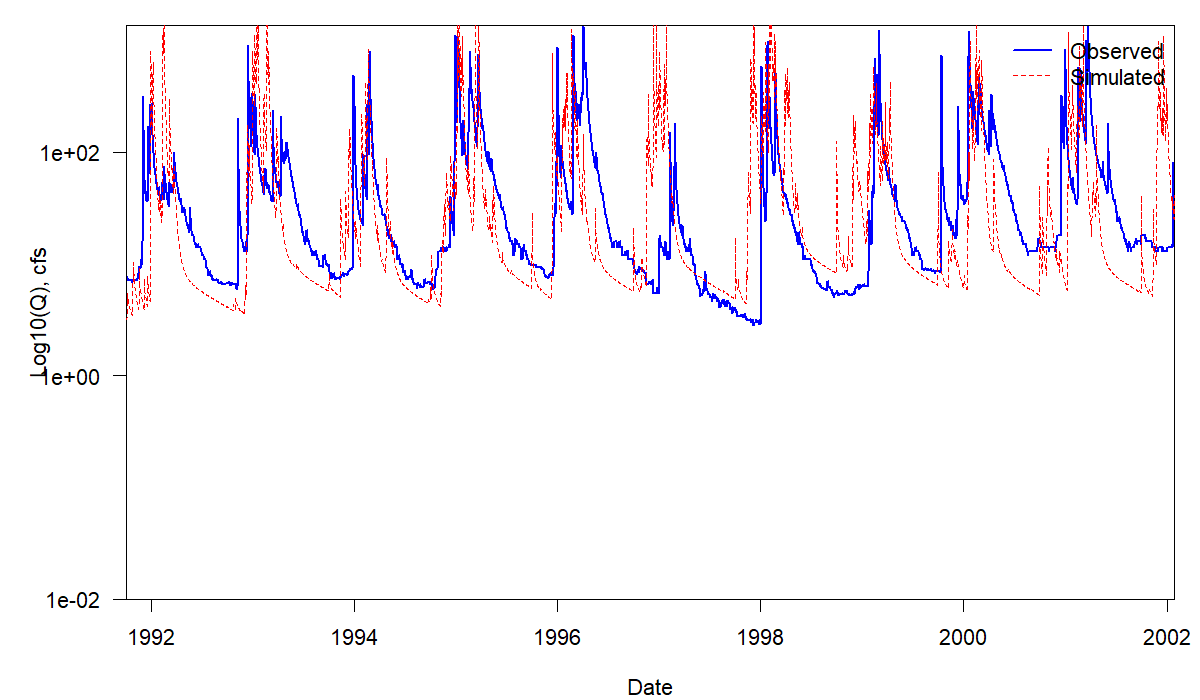 Observed
Simulated
1e+02
Log10(Q), cfs
1e+00
1e-02
1992
1994
1996
1998
2000
2002
Date